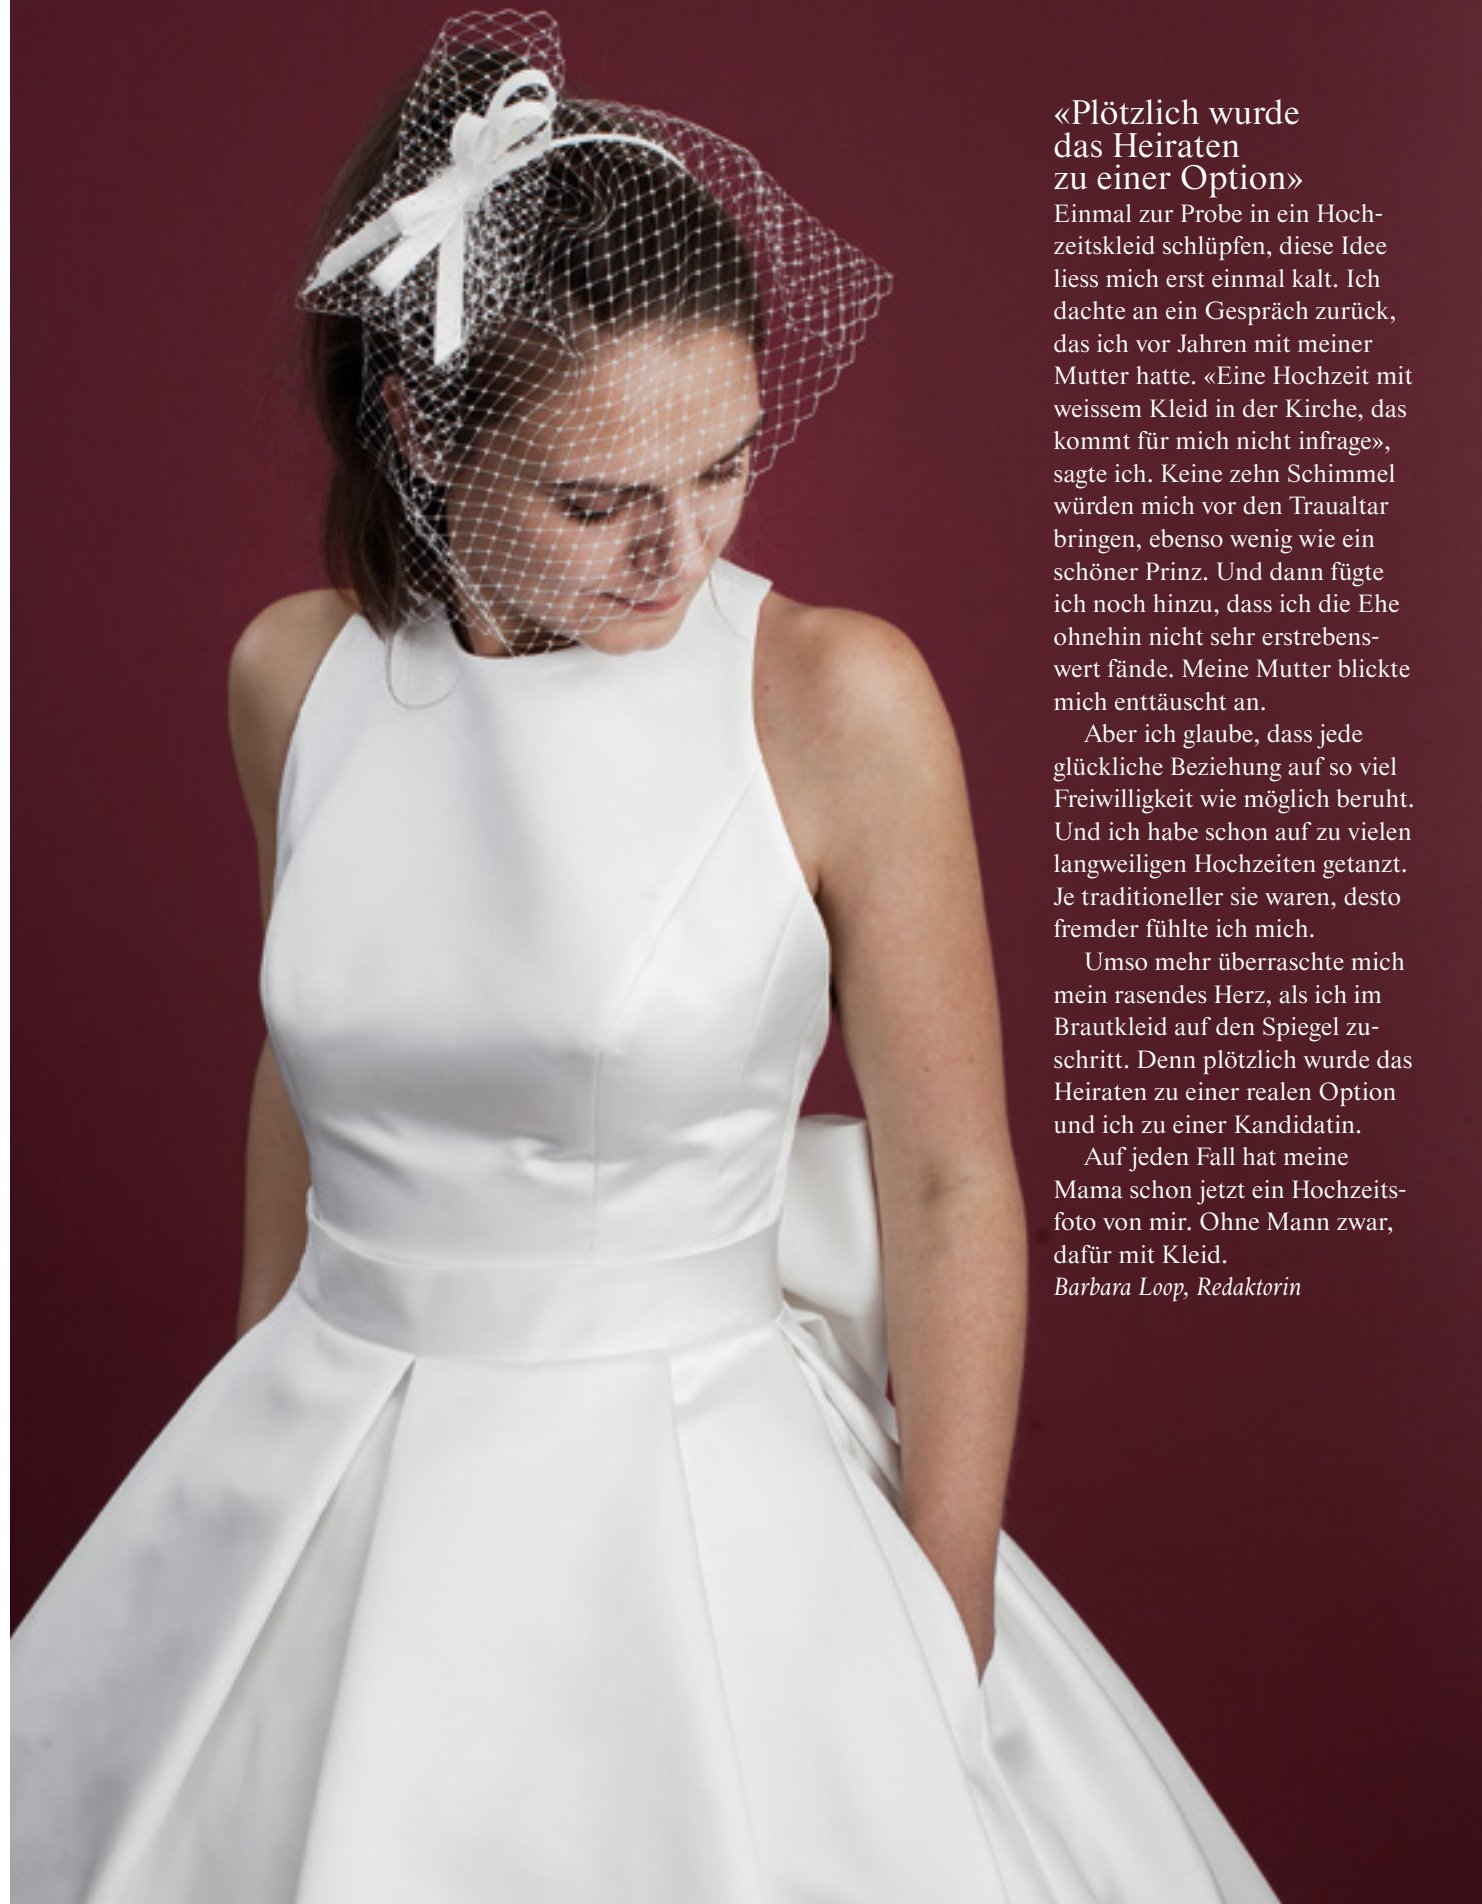 «Plötzlich wurde
das Heiraten
zu einer Option»
Einmal zur Probe in ein Hoch-
zeitskleid schlüpfen, diese Idee
liess mich erst einmal kalt. Ich
dachte an ein Gespräch zurück,
das ich vor Jahren mit meiner
Mutter hatte. «Eine Hochzeit mit
weissem Kleid in der Kirche, das
kommt für mich nicht infrage»,
sagte ich. Keine zehn Schimmel
würden mich vor den Traualtar
bringen, ebenso wenig wie ein
schöner Prinz. Und dann fügte
ich noch hinzu, dass ich die Ehe
ohnehin nicht sehr erstrebens-
wert fände. Meine Mutter blickte
mich enttäuscht an.
Aber ich glaube, dass jede
glückliche Beziehung auf so viel
Freiwilligkeit wie möglich beruht.
Und ich habe schon auf zu vielen
langweiligen Hochzeiten getanzt.
Je traditioneller sie waren, desto
fremder fühlte ich mich.
Umso mehr überraschte mich
mein rasendes Herz, als ich im
Brautkleid auf den Spiegel zu-
schritt. Denn plötzlich wurde das
Heiraten zu einer realen Option
und ich zu einer Kandidatin.
Auf jeden Fall hat meine
Mama schon jetzt ein Hochzeits-
foto von mir. Ohne Mann zwar,
dafür mit Kleid.
Barbara Loop, Redaktorin